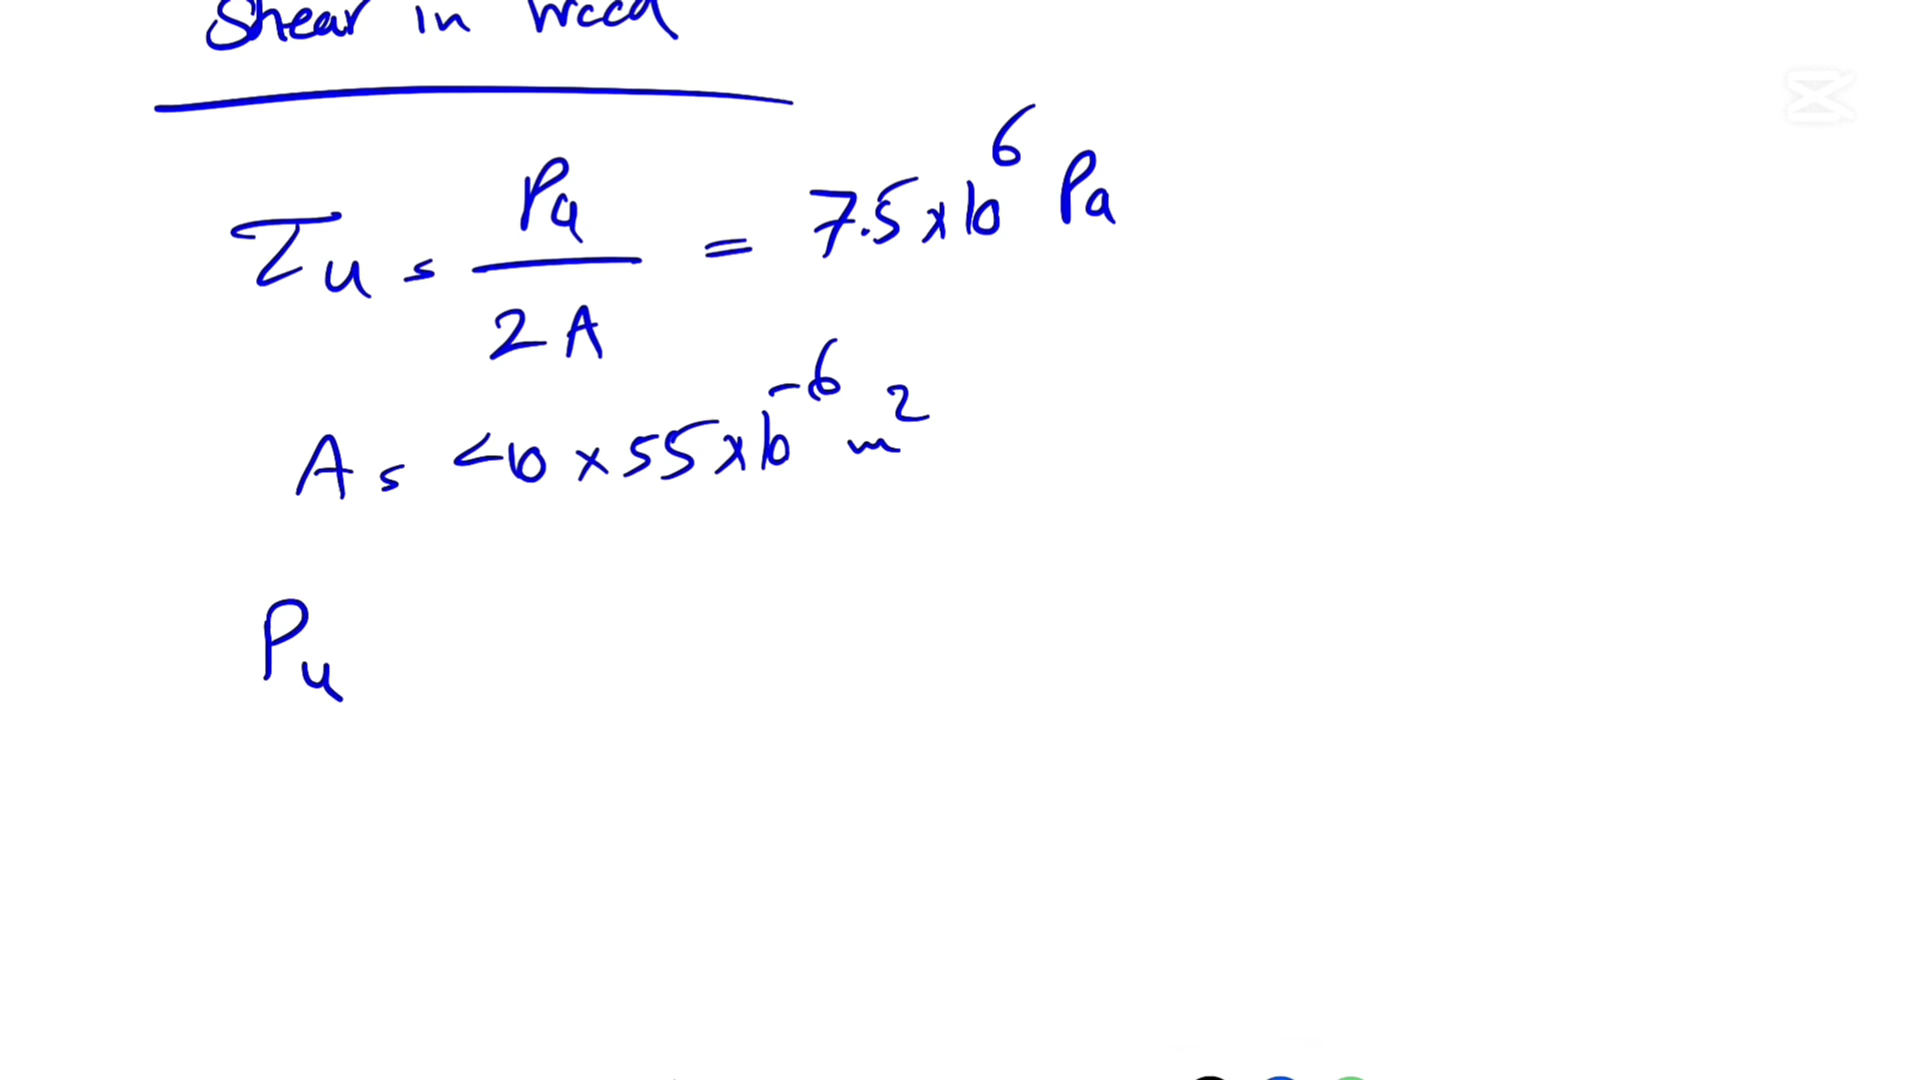 Shear in wood
τu = Pu / 2A = 7.5 x 10^6 Pa
A = 40 x 55 x 10^-6 m^2
Pu